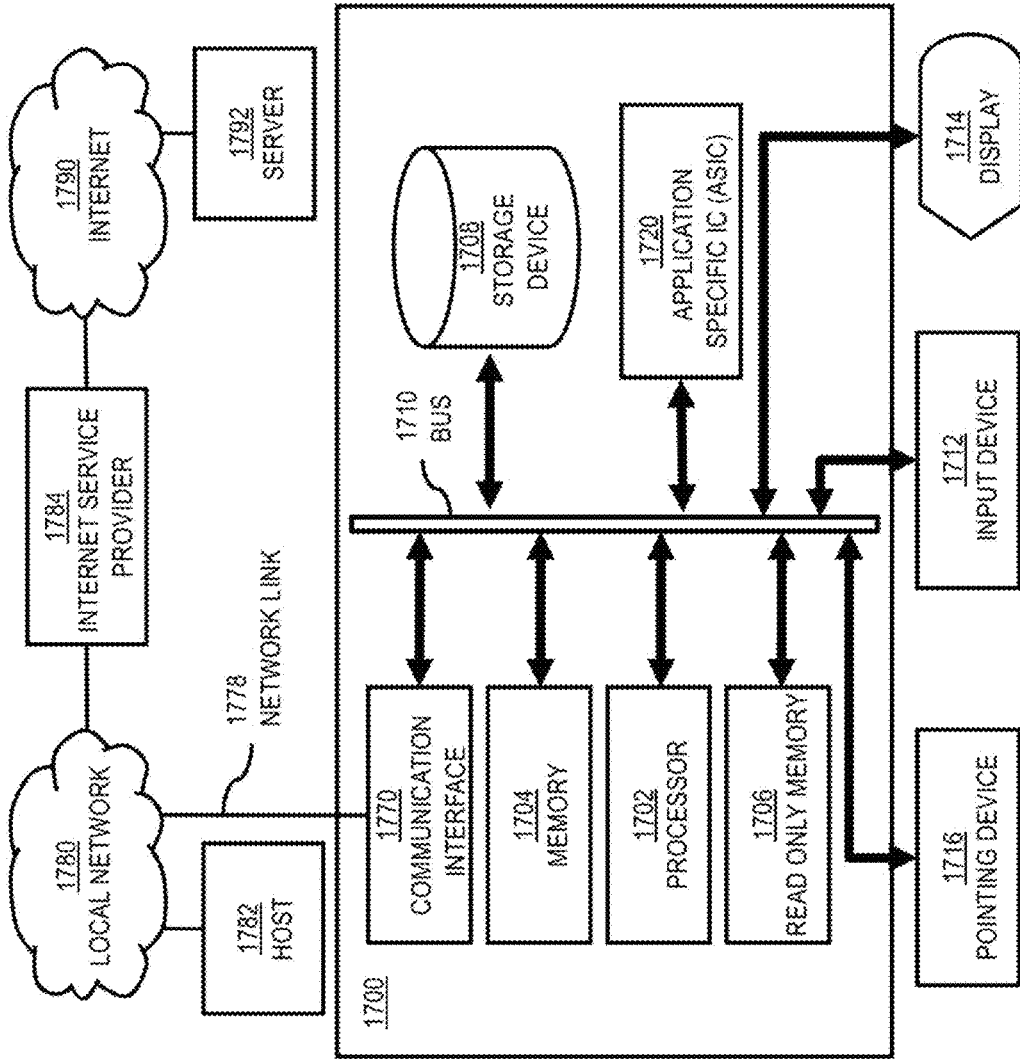 1780
LOCAL NETWORK
1784
INTERNET SERVICE
PROVIDER
1790
INTERNET
1782
HOST
1778
NETWORK LINK
1792
SERVER
1700
1770
COMMUNICATION
INTERFACE
1704
MEMORY
1702
PROCESSOR
1706
READ ONLY MEMORY
1710
BUS
1708
STORAGE
DEVICE
1720
APPLICATION
SPECIFIC IC (ASIC)
1716
POINTING DEVICE
1712
INPUT DEVICE
1714
DISPLAY